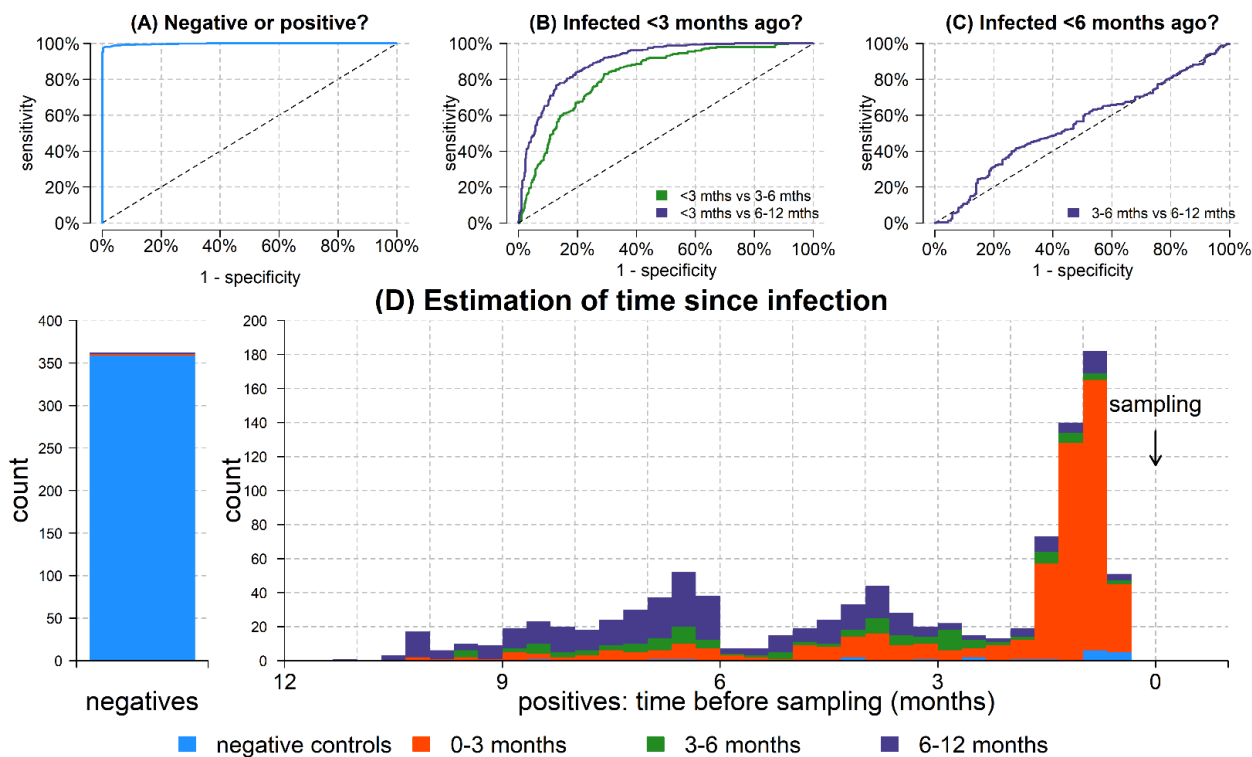 (A) Negative or positive?
100%
80%
60%
40%
20%
0%
sensitivity
0% 20% 40% 60% 80% 100%
1 - specificity
(B) Infected <3 months ago?
100%
80%
60%
40%
20%
0%
sensitivity
<3 mths vs 3-6 mths
<3 mths vs 6-12 mths
0% 20% 40% 60% 80% 100%
1 - specificity
(C) Infected <6 months ago?
100%
80%
60%
40%
20%
0%
sensitivity
3-6 mths vs 6-12 mths
0% 20% 40% 60% 80% 100%
1 - specificity
(D) Estimation of time since infection
400
350
300
250
200
150
100
50
0
count
negatives
200
180
160
140
120
100
80
60
40
20
0
count
sampling
12 9 6 3 0
positives: time before sampling (months)
negative controls 0-3 months 3-6 months 6-12 months